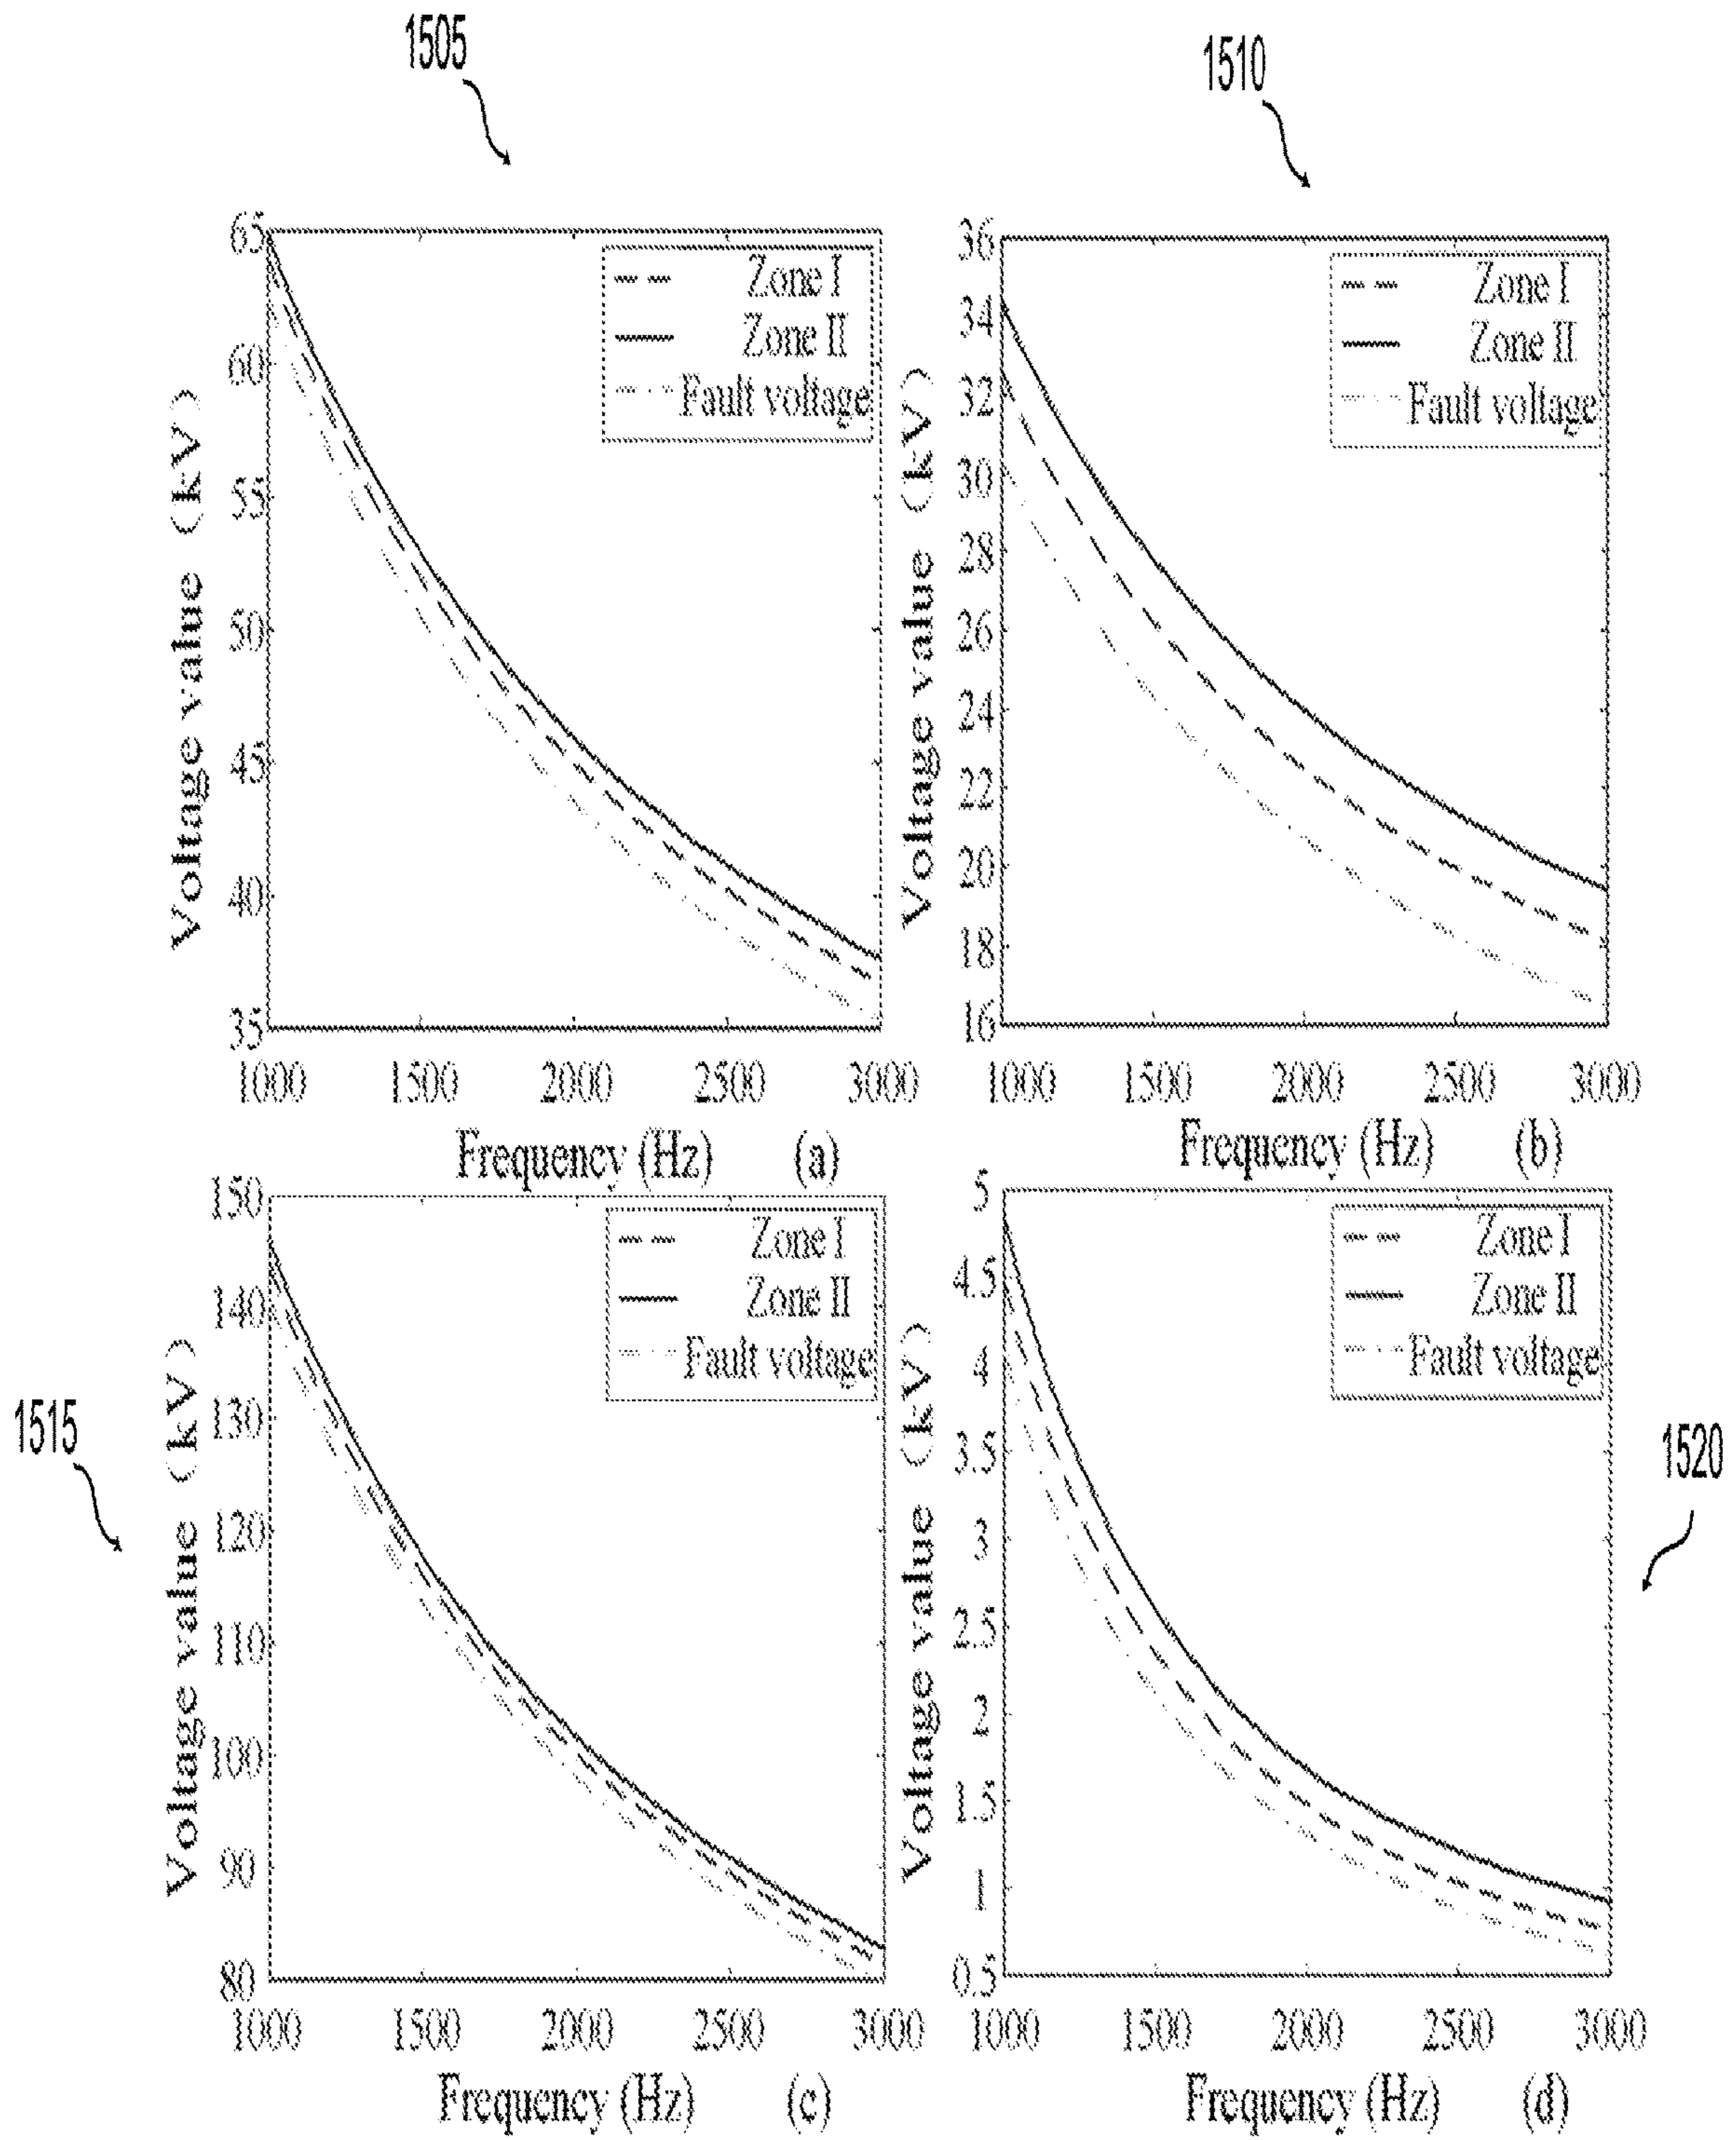 1505
1510
65
60
55
50
45
40
35
Voltage value (kV)
Zone I
Zone II
Fault voltage
1000 1500 2000 2500 3000
Frequency (Hz) (a)
36
34
32
30
28
26
24
22
20
18
16
Voltage value (kV)
Zone I
Zone II
Fault voltage
1000 1500 2000 2500 3000
Frequency (Hz) (b)
1515
150
140
130
120
110
100
90
80
Voltage value (kV)
Zone I
Zone II
Fault voltage
1000 1500 2000 2500 3000
Frequency (Hz) (c)
5
4.5
4
3.5
3
2.5
2
1.5
1
0.5
Voltage value (kV)
Zone I
Zone II
Fault voltage
1000 1500 2000 2500 3000
Frequency (Hz) (d)
1520